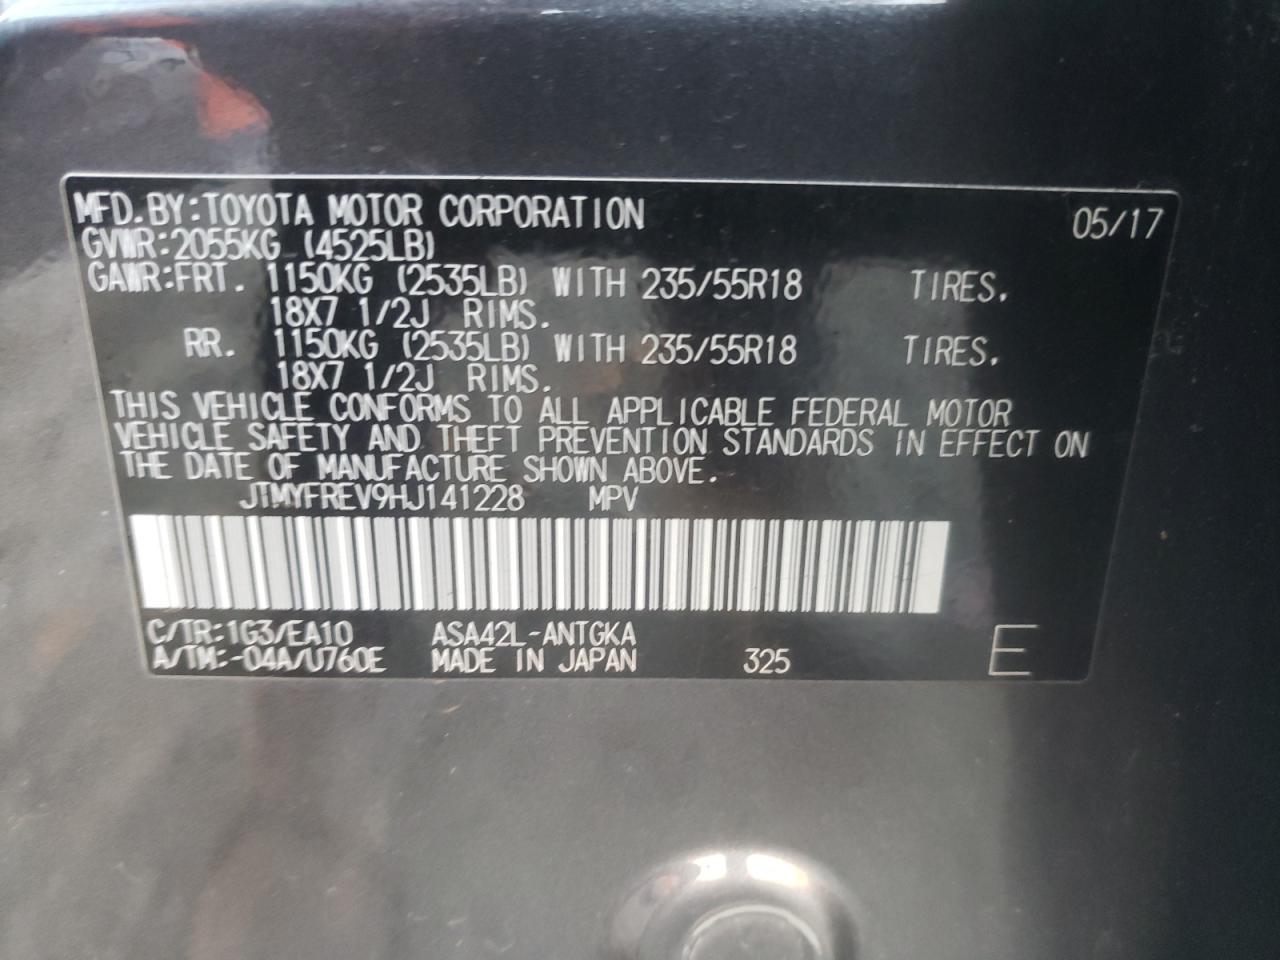 MFD.BY:TOYOTA MOTOR CORPORATION 05/17
GVWR:2055KG (4525LB)
GAWR:FRT. 1150KG (2535LB) WITH 235/55R18 TIRES,
18X7 1/2J RIMS.
RR. 1150KG (2535LB) WITH 235/55R18 TIRES,
18X7 1/2J RIMS.
THIS VEHICLE CONFORMS TO ALL APPLICABLE FEDERAL MOTOR
VEHICLE SAFETY AND THEFT PREVENTION STANDARDS IN EFFECT ON
THE DATE OF MANUFACTURE SHOWN ABOVE.
JTMYFREV9HJ141228 MPV
C/TR:1G3/EA10 ASA42L-ANTGKA
A/TM:-04A/U760E MADE IN JAPAN 325 E